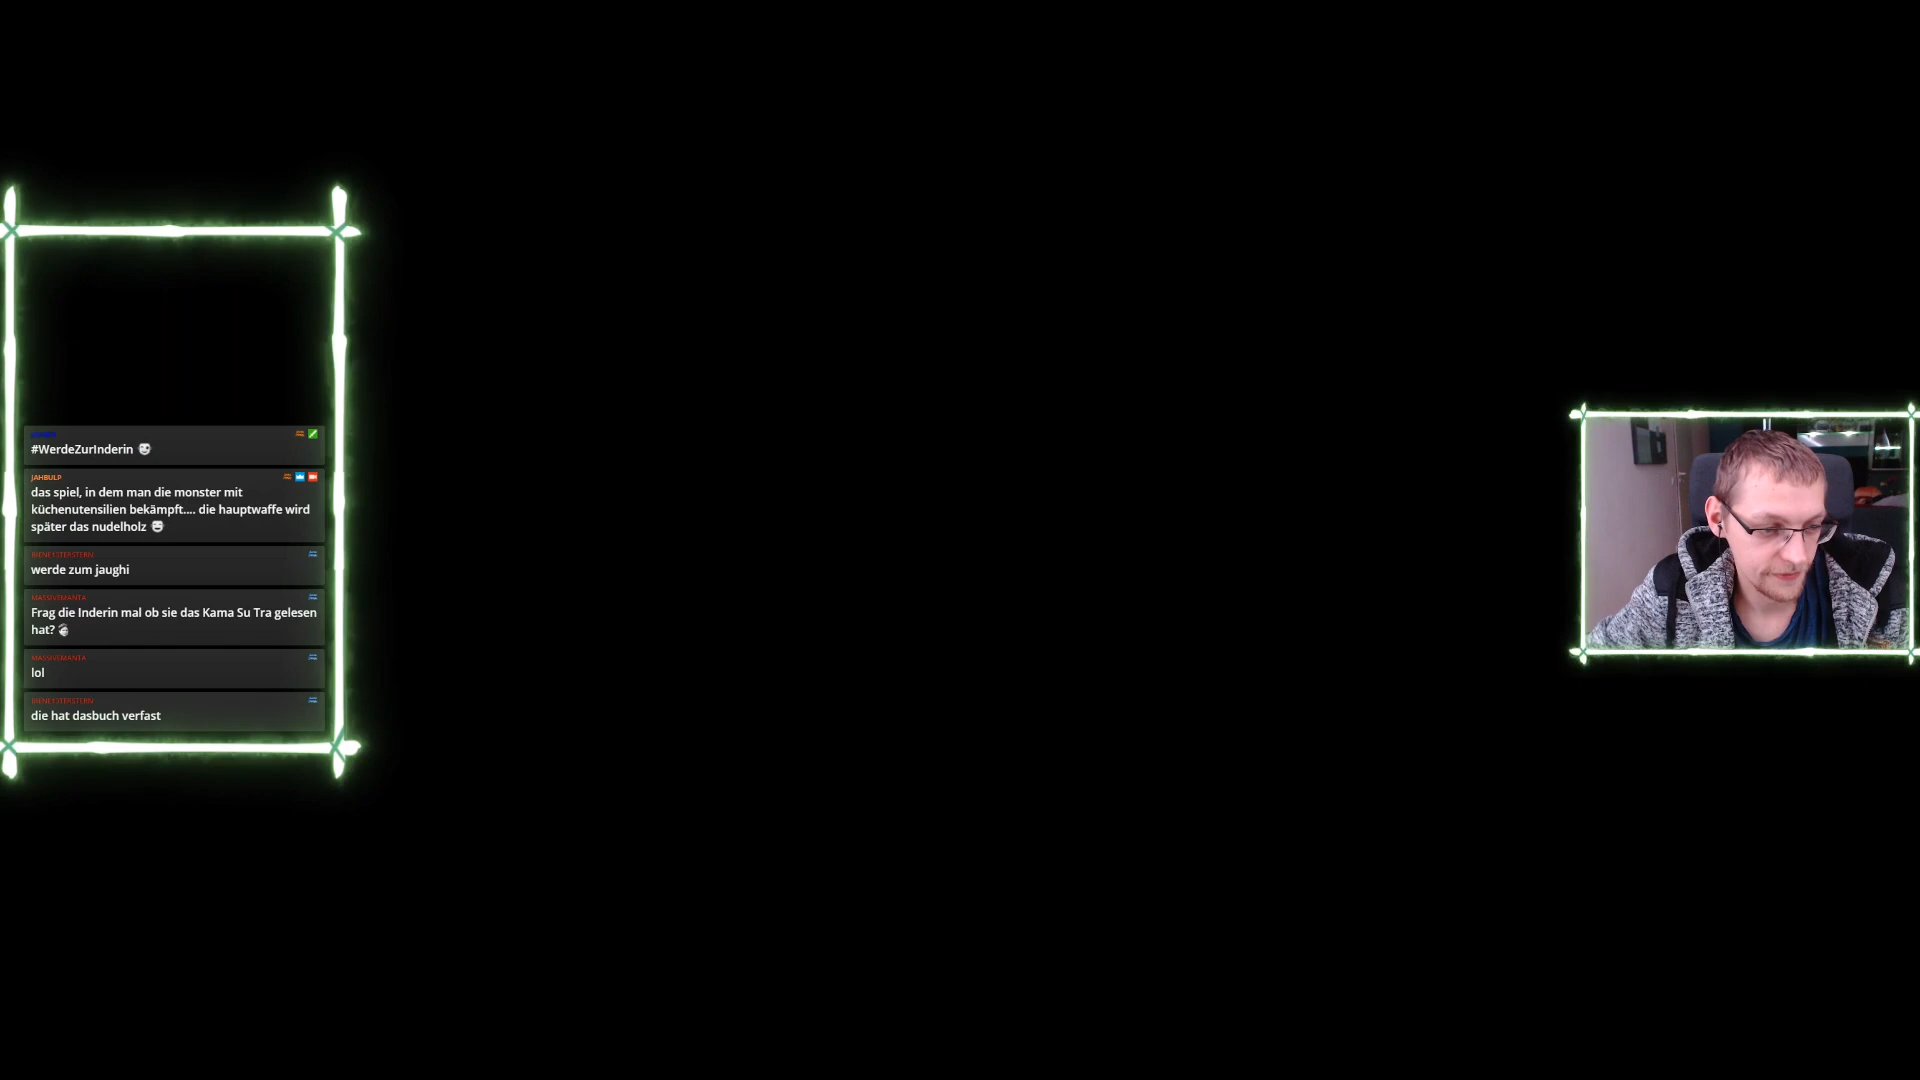 #WerdeZurInderin
JAHBULP
das spiel, in dem man die monster mit
küchenutensilien bekämpft.... die hauptwaffe wird
später das nudelholz
werde zum jaughi
MASSIVEMANTA
Frag die Inderin mal ob sie das Kama Su Tra gelesen
hat?
MASSIVEMANTA
lol
die hat dasbuch verfast